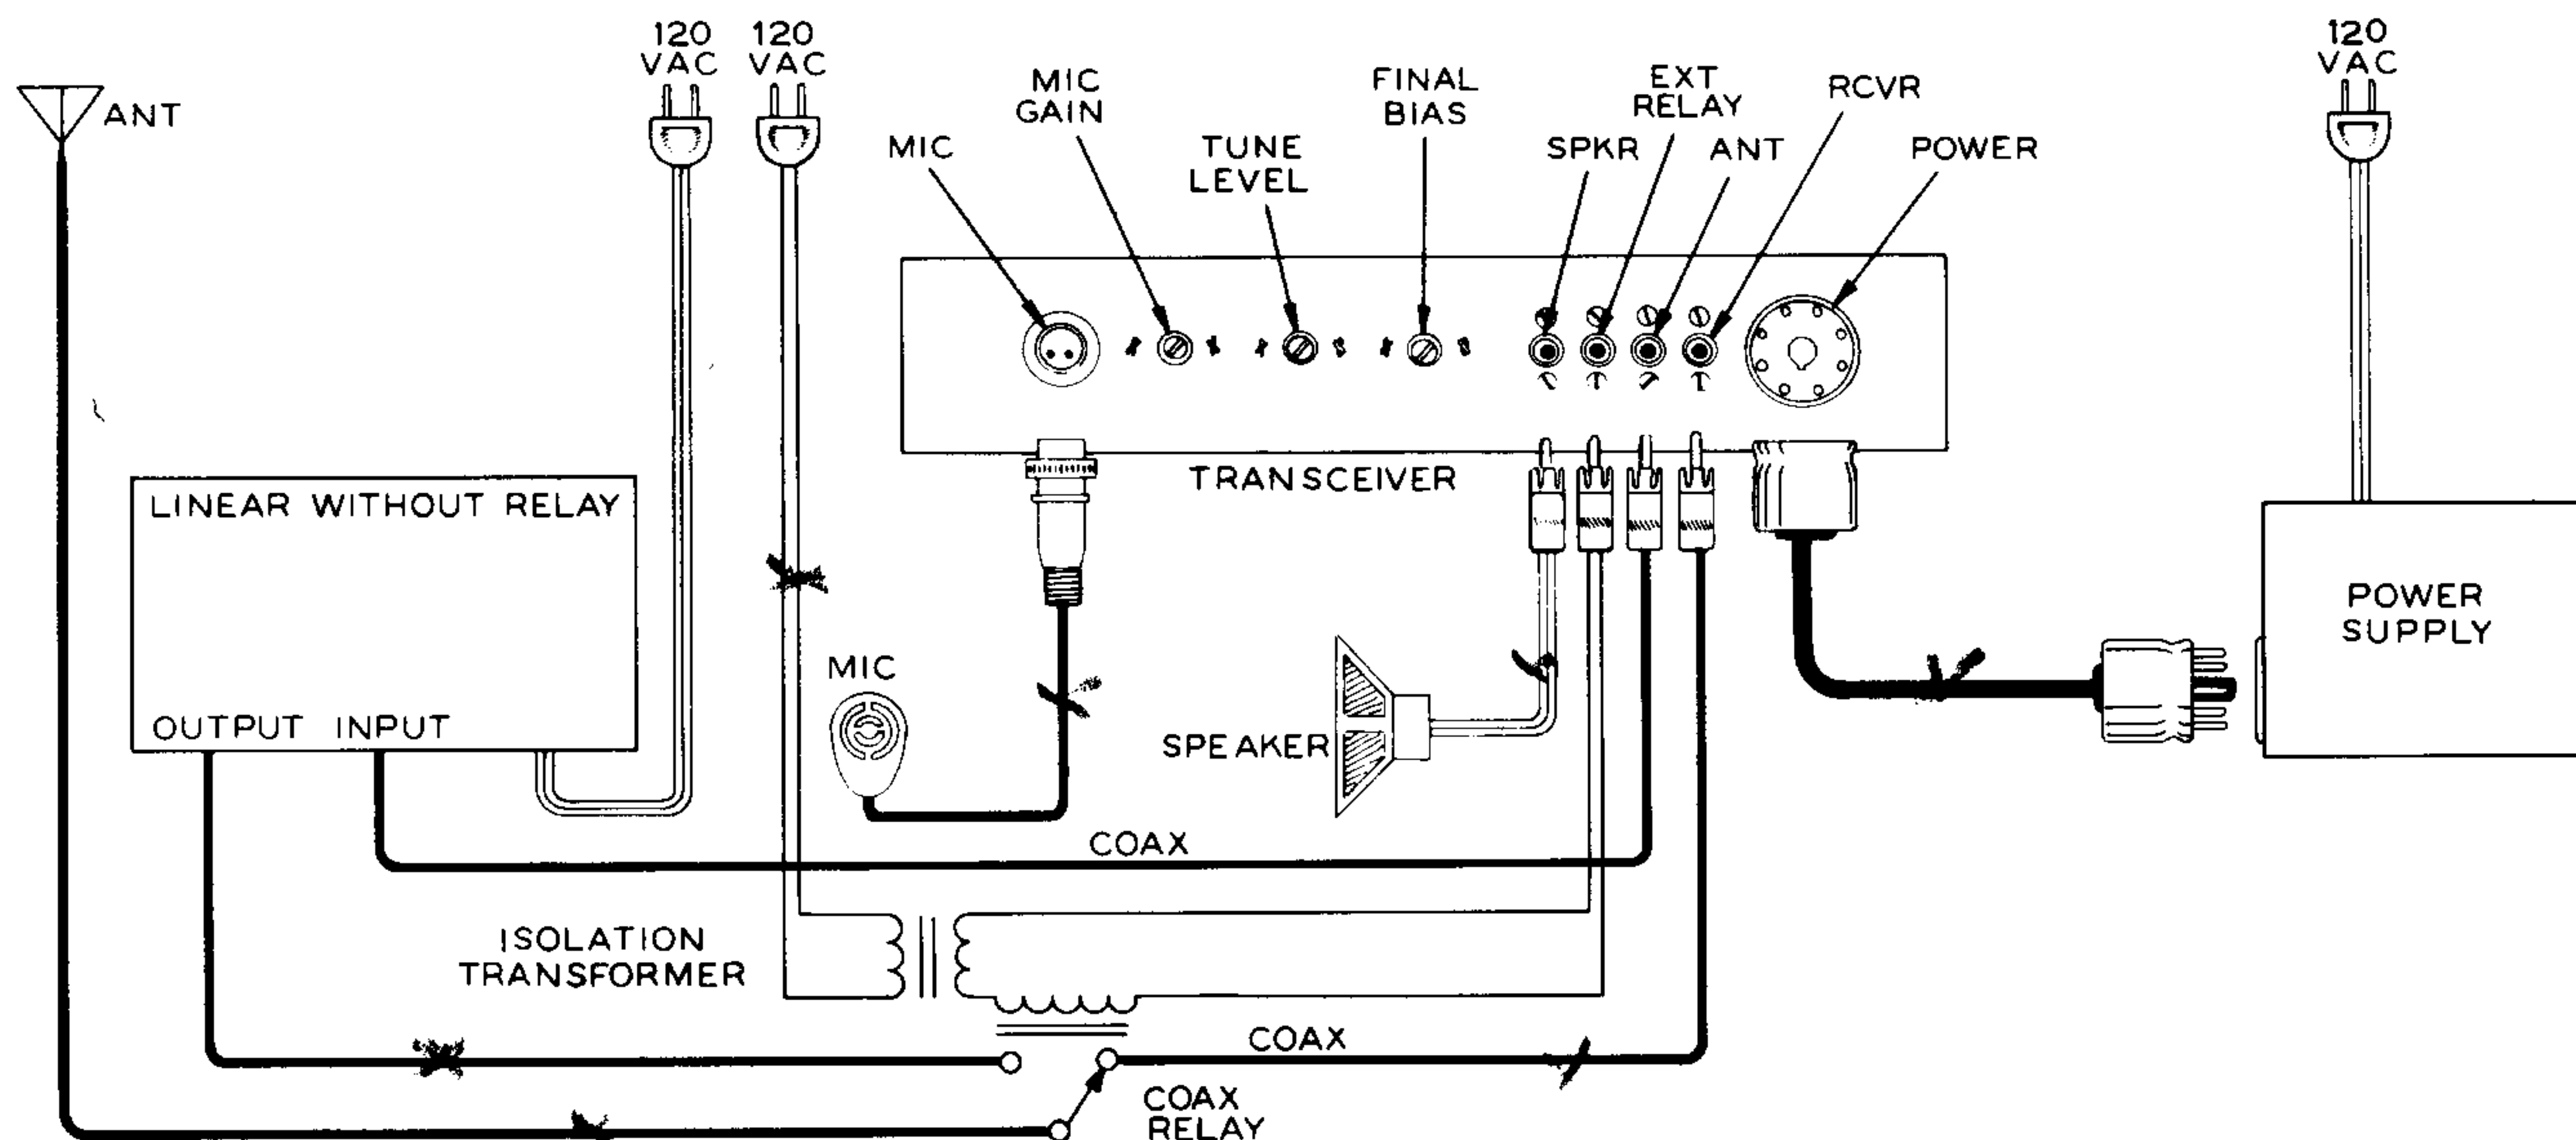 120
VAC
120
VAC
120
VAC
ANT
MIC
MIC
GAIN
TUNE
LEVEL
FINAL
BIAS
SPKR
EXT
RELAY
ANT
RCVR
POWER
TRANSCEIVER
LINEAR WITHOUT RELAY
OUTPUT INPUT
MIC
SPEAKER
POWER
SUPPLY
COAX
ISOLATION
TRANSFORMER
COAX
COAX
RELAY